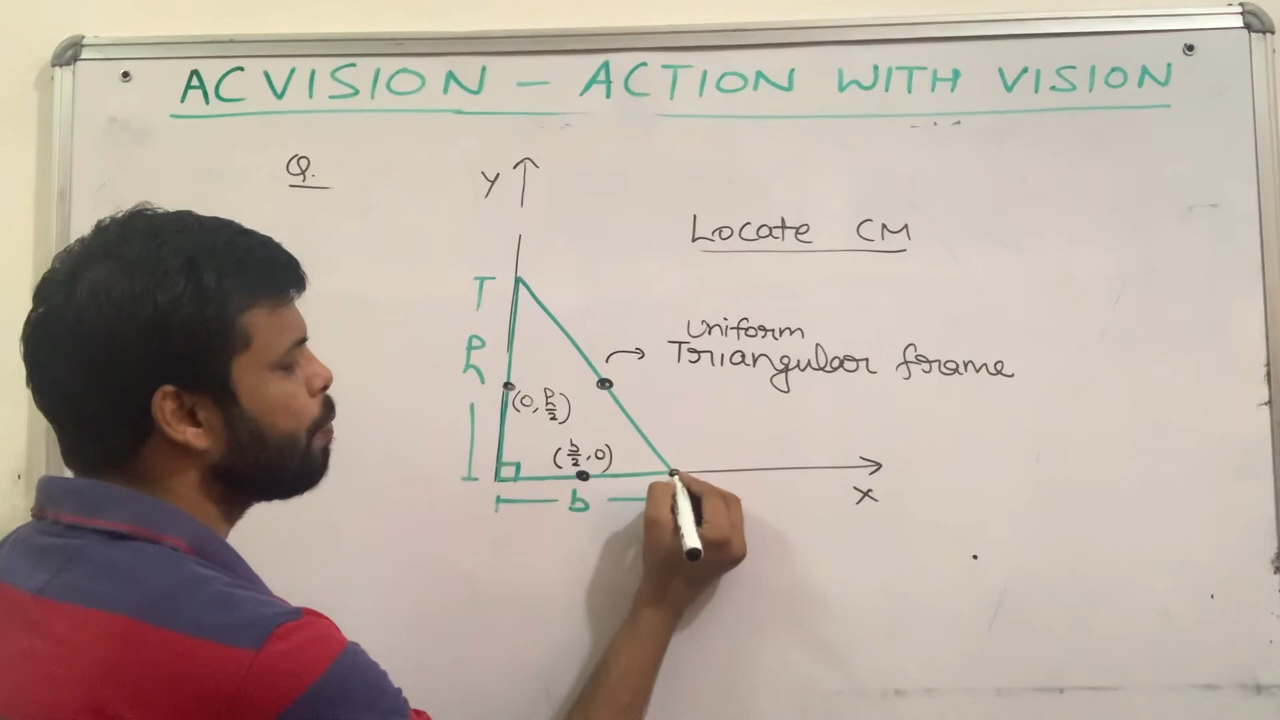 ACVISION - ACTION WITH VISION
Q.
Y
Locate CM
Uniform
Triangular frame
h
(0, h/2)
(b/2, 0)
b
X